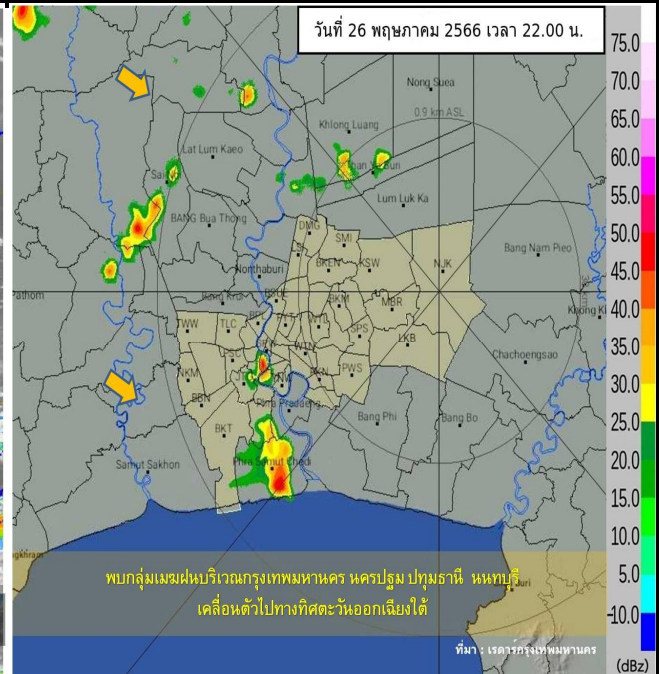 วันที่ 26 พฤษภาคม 2566 เวลา 22.00 น.
75.0
70.0
65.0
60.0
55.0
50.0
45.0
40.0
35.0
30.0
25.0
20.0
15.0
10.0
5.0
-10.0
(dBz)
Nong Suea
0.9 km ASL
Khlong Luang
Lat Lum Kaeo
Lum Luk Ka
BANG Bua Thong
DMG
SMI
Bang Nam Pieo
Nonthaburi
BKEN
KSW
NJK
BKM
MBR
TWW
TLC
SPS
LKB
Chachoengsao
NKM
PWS
BBN
Phra Pradaeng
Bang Phi
Bang Bo
BKT
Samut Sakhon
Phra Samut Chedi
พบกลุ่มเมฆฝนบริเวณกรุงเทพมหานคร นครปฐม ปทุมธานี นนทบุรี
เคลื่อนตัวไปทางทิศตะวันออกเฉียงใต้
ที่มา : เรดาร์กรุงเทพมหานคร